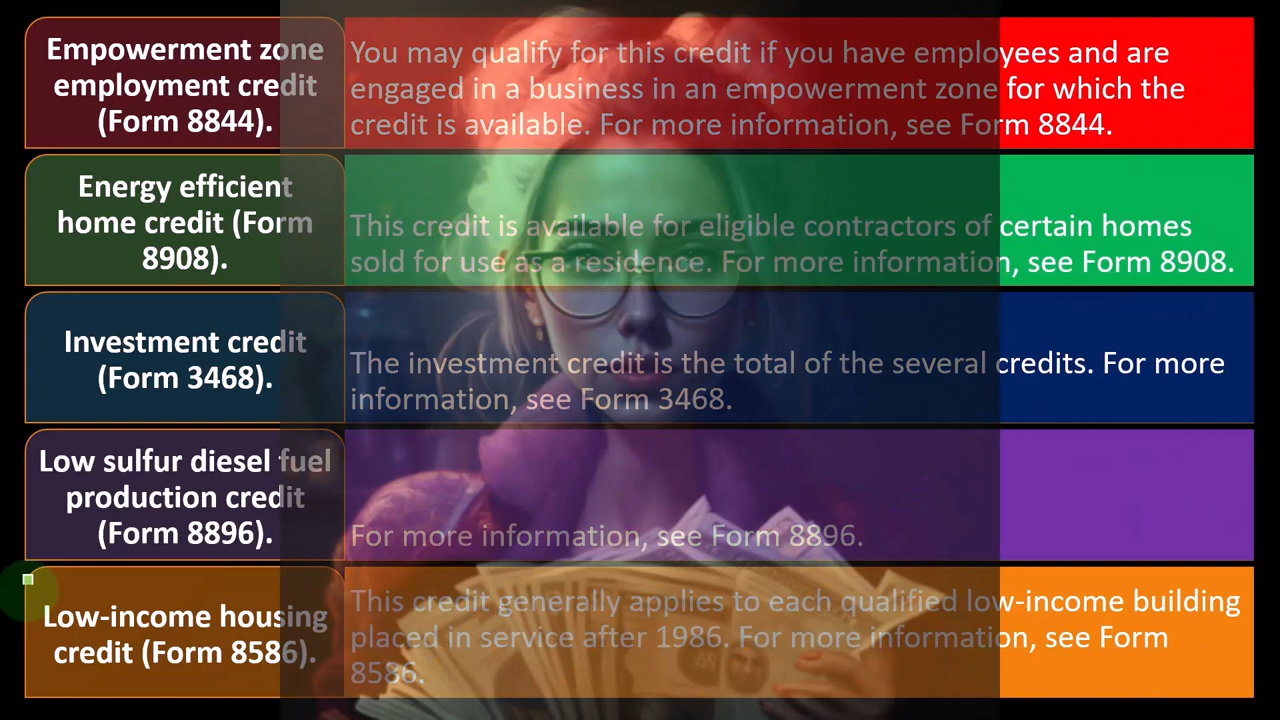 Empowerment zone
employment credit
(Form 8844).
You may qualify for this credit if you have employees and are
engaged in a business in an empowerment zone for which the
credit is available. For more information, see Form 8844.
Energy efficient
home credit (Form
8908).
This credit is available for eligible contractors of certain homes
sold for use as a residence. For more information, see Form 8908.
Investment credit
(Form 3468).
The investment credit is the total of the several credits. For more
information, see Form 3468.
Low sulfur diesel fuel
production credit
(Form 8896).
For more information, see Form 8896.
Low-income housing
credit (Form 8586).
This credit generally applies to each qualified low-income building
placed in service after 1986. For more information, see Form
8586.